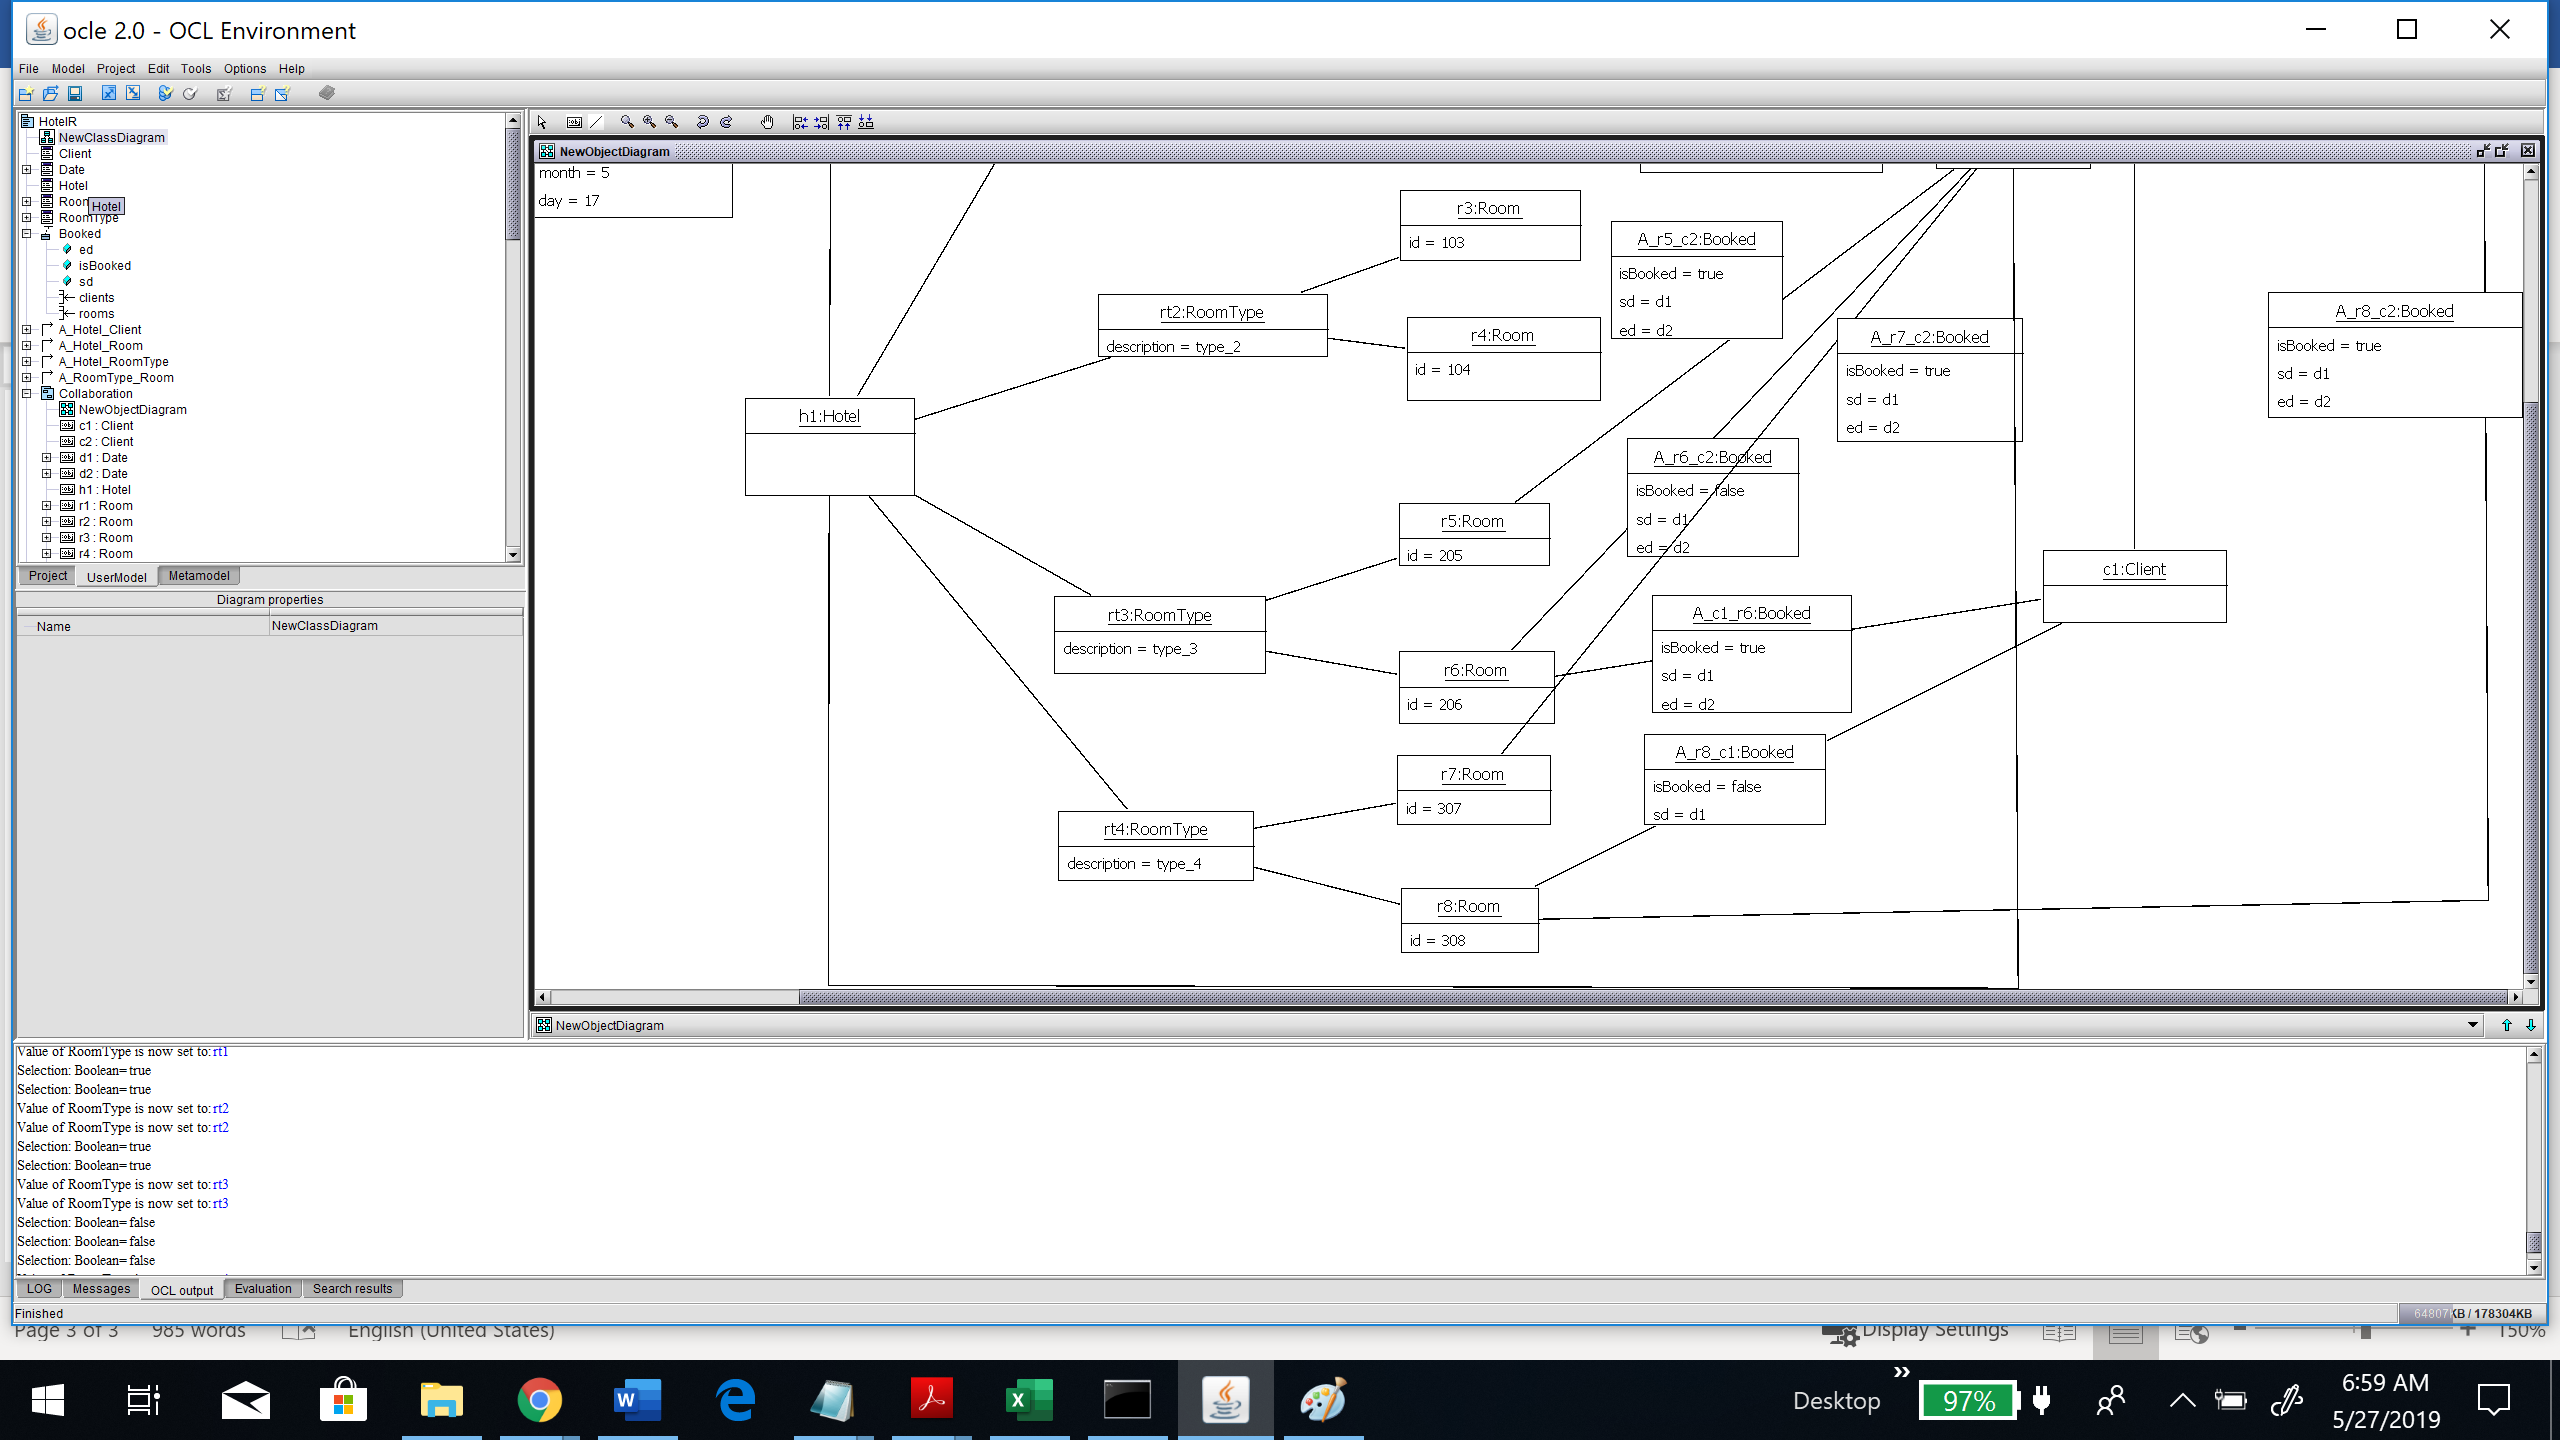 ocle 2.0 - OCL Environment
File Model Project Edit Tools Options Help
HotelR
NewClassDiagram
Client
Date
Hotel
Room
Hotel
RoomType
Booked
ed
isBooked
sd
clients
rooms
A_Hotel_Client
A_Hotel_Room
A_Hotel_RoomType
A_RoomType_Room
Collaboration
NewObjectDiagram
c1 : Client
c2 : Client
d1 : Date
d2 : Date
h1 : Hotel
r1 : Room
r2 : Room
r3 : Room
r4 : Room
Project UserModel Metamodel
Diagram properties
Name NewClassDiagram
NewObjectDiagram
month = 5
day = 17
r3:Room
id = 103
A_r5_c2:Booked
isBooked = true
sd = d1
ed = d2
rt2:RoomType
description = type_2
r4:Room
id = 104
A_r7_c2:Booked
isBooked = true
sd = d1
ed = d2
A_r8_c2:Booked
isBooked = true
sd = d1
ed = d2
h1:Hotel
A_r6_c2:Booked
isBooked = false
sd = d1
ed = d2
r5:Room
id = 205
c1:Client
rt3:RoomType
description = type_3
A_c1_r6:Booked
isBooked = true
sd = d1
ed = d2
r6:Room
id = 206
A_r8_c1:Booked
isBooked = false
sd = d1
r7:Room
id = 307
rt4:RoomType
description = type_4
r8:Room
id = 308
NewObjectDiagram
Value of RoomType is now set to: rt1
Selection: Boolean= true
Selection: Boolean= true
Value of RoomType is now set to: rt2
Value of RoomType is now set to: rt2
Selection: Boolean= true
Selection: Boolean= true
Value of RoomType is now set to: rt3
Value of RoomType is now set to: rt3
Selection: Boolean= false
Selection: Boolean= false
Selection: Boolean= false
LOG Messages OCL output Evaluation Search results
Finished
64807KB / 178304KB
Page 3 of 3 985 words English (United States) Display Settings 150%
Desktop
97%
6:59 AM
5/27/2019